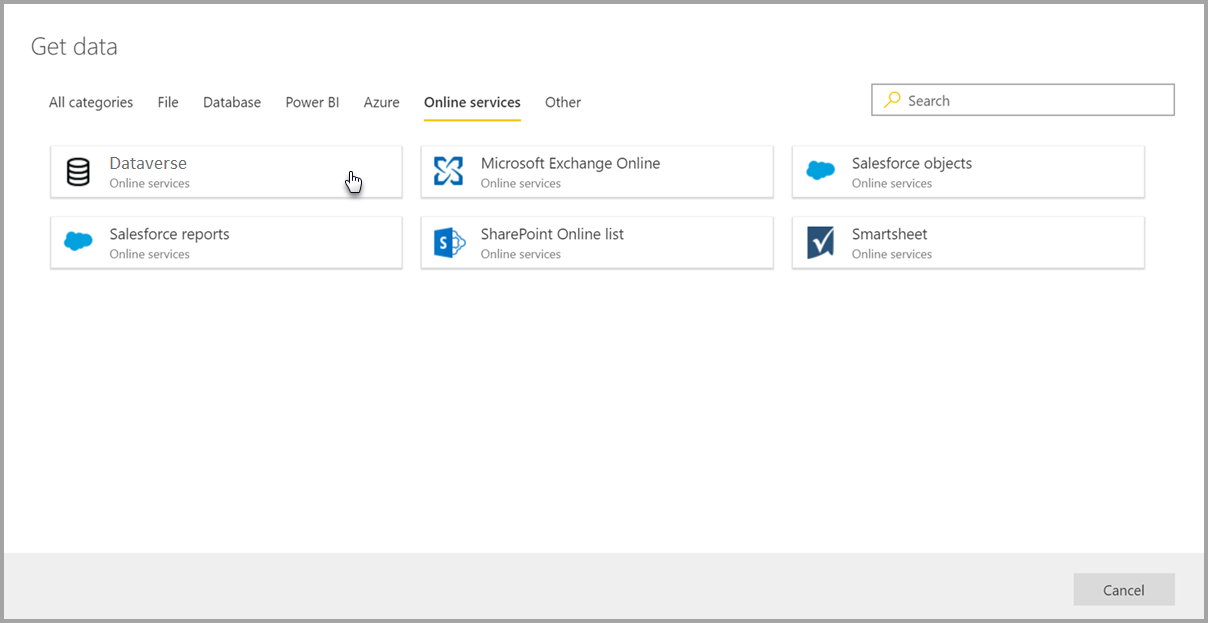 Get data
All categories File Database Power BI Azure Online services Other
Search
Dataverse
Online services
Microsoft Exchange Online
Online services
Salesforce objects
Online services
Salesforce reports
Online services
SharePoint Online list
Online services
Smartsheet
Online services
Cancel